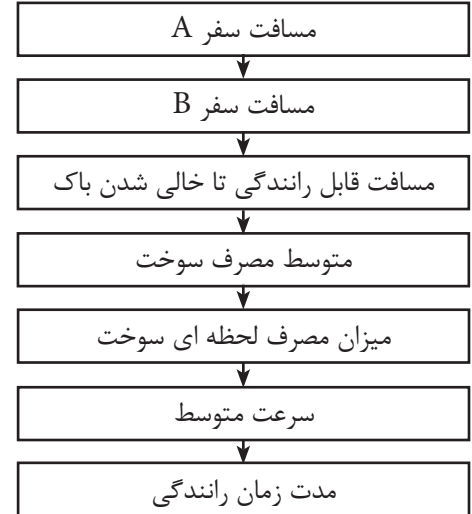 مسافت سفر A
مسافت سفر B
مسافت قابل رانندگی تا خالی شدن باک
متوسط مصرف سوخت
میزان مصرف لحظه ای سوخت
سرعت متوسط
مدت زمان رانندگی